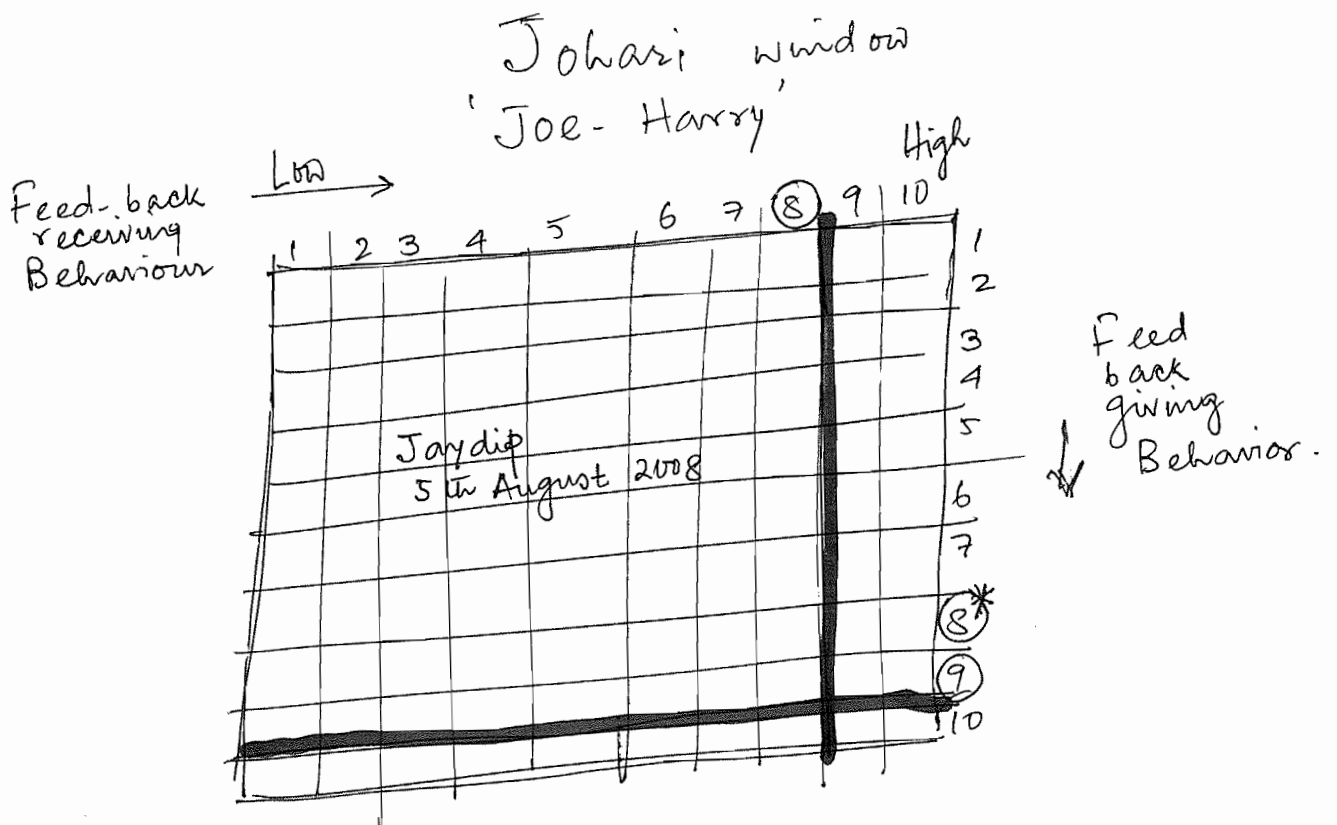 Johari window
'Joe-Harry'
High
Low
Feed-back
receiving
Behaviour
1 2 3 4 5 6 7 8 9 10
1
2
3
4
5
6
7
8*
9
10
Feed
back
giving
Behavior.
Jaydip
5th August 2008